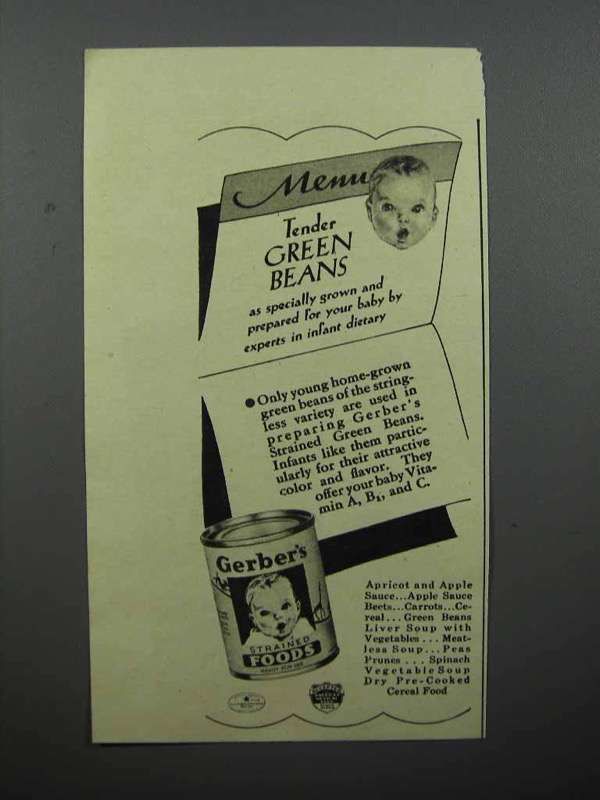 Menu
Tender
GREEN
BEANS
as specially grown and
prepared for your baby by
experts in infant dietary
● Only young home-grown
green beans of the string-
less variety are used in
preparing Gerber's
Strained Green Beans.
Infants like them partic-
ularly for their attractive
color and flavor. They
offer your baby Vita-
min A, B₁, and C.
Gerber's
STRAINED
FOODS
Apricot and Apple
Sauce...Apple Sauce
Beets...Carrots...Ce-
real...Green Beans
Liver Soup with
Vegetables...Meat-
less Soup...Peas
Prunes...Spinach
Vegetable Soup
Dry Pre-Cooked
Cereal Food